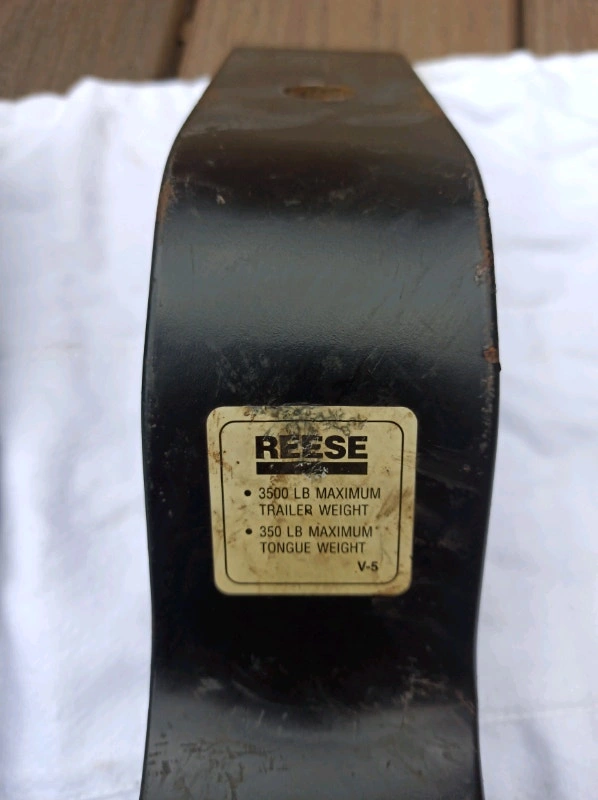 REESE
• 3500 LB MAXIMUM
TRAILER WEIGHT
• 350 LB MAXIMUM
TONGUE WEIGHT
V-5